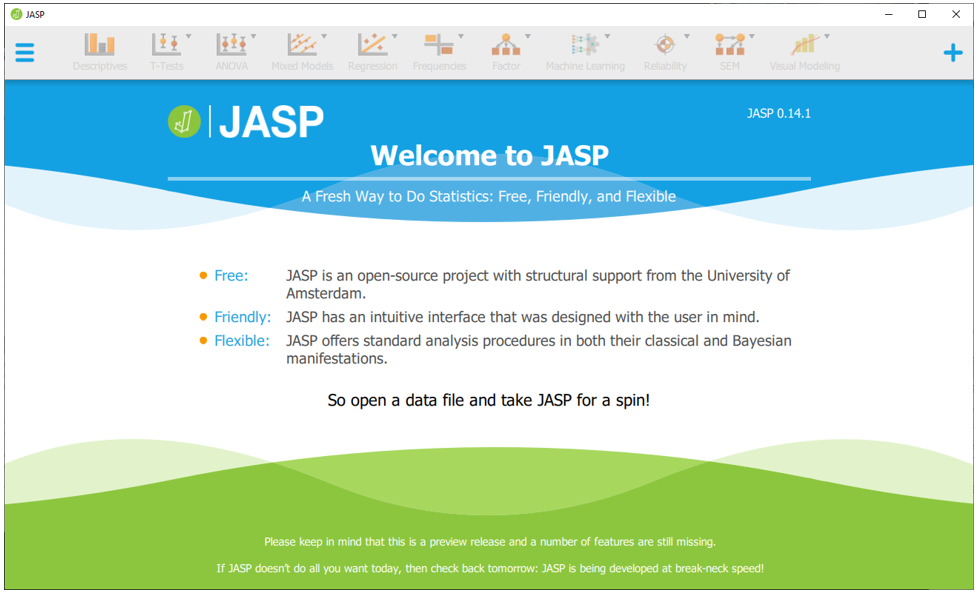 JASP
Descriptives T-Tests ANOVA Mixed Models Regression Frequencies Factor Machine Learning Reliability SEM Visual Modeling
JASP
JASP 0.14.1
Welcome to JASP
A Fresh Way to Do Statistics: Free, Friendly, and Flexible
Free: JASP is an open-source project with structural support from the University of
Amsterdam.
Friendly: JASP has an intuitive interface that was designed with the user in mind.
Flexible: JASP offers standard analysis procedures in both their classical and Bayesian
manifestations.
So open a data file and take JASP for a spin!
Please keep in mind that this is a preview release and a number of features are still missing.
If JASP doesn't do all you want today, then check back tomorrow: JASP is being developed at break-neck speed!